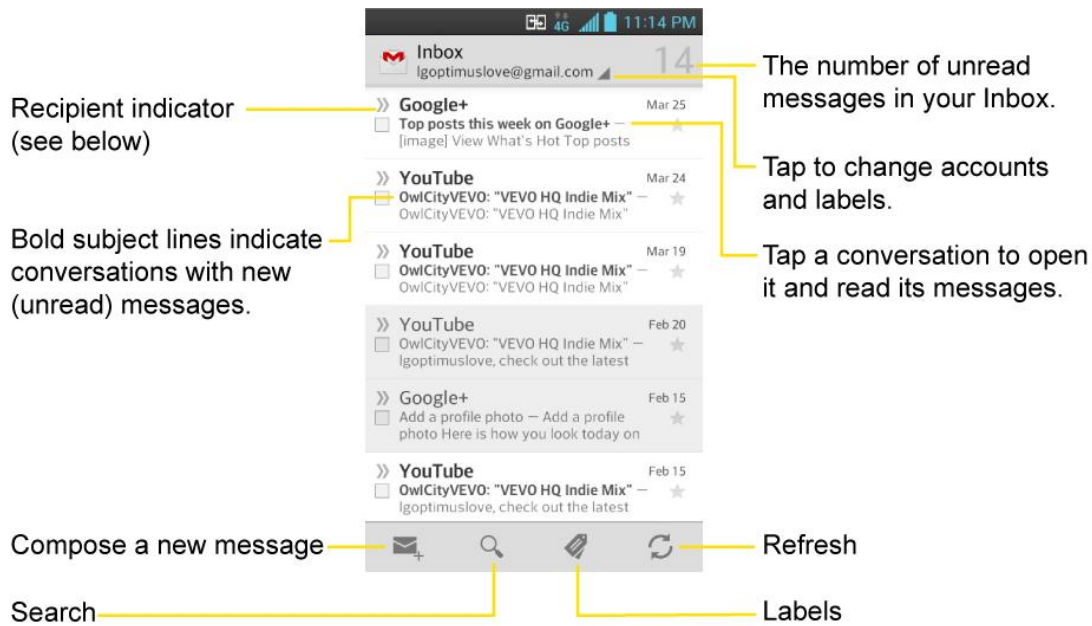 4G 11:14 PM
Inbox
lgoptimuslove@gmail.com
14
The number of unread
messages in your Inbox.
Recipient indicator
(see below)
Google+ Mar 25
Top posts this week on Google+ –
[image] View What's Hot Top posts
Tap to change accounts
and labels.
YouTube Mar 24
OwlCityVEVO: "VEVO HQ Indie Mix" –
OwlCityVEVO: "VEVO HQ Indie Mix"
Bold subject lines indicate
conversations with new
(unread) messages.
YouTube Mar 19
OwlCityVEVO: "VEVO HQ Indie Mix" –
OwlCityVEVO: "VEVO HQ Indie Mix"
Tap a conversation to open
it and read its messages.
YouTube Feb 20
OwlCityVEVO: "VEVO HQ Indie Mix" –
lgoptimuslove, check out the latest
Google+ Feb 15
Add a profile photo – Add a profile
photo Here is how you look today on
YouTube Feb 15
OwlCityVEVO: "VEVO HQ Indie Mix" –
lgoptimuslove, check out the latest
Compose a new message
Refresh
Search
Labels